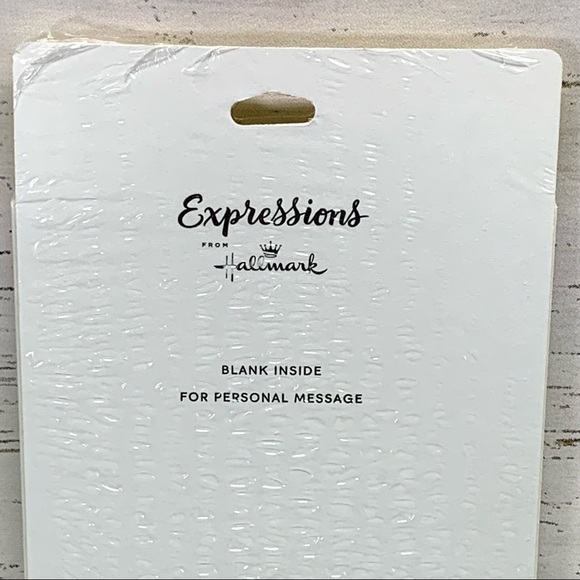 Expressions
FROM
Hallmark
BLANK INSIDE
FOR PERSONAL MESSAGE